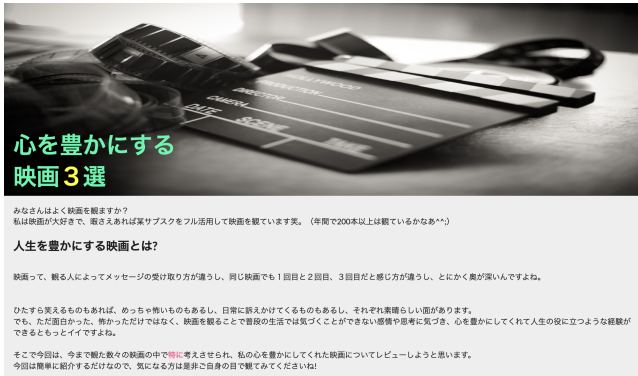 HOLLYWOOD
PRODUCTION
DIRECTOR
CAMERA
DATE SCENE TIME
心を豊かにする
映画３選
みなさんはよく映画を観ますか？
私は映画が大好きで、暇さえあれば某サブスクをフル活用して映画を観ています笑。（年間で200本以上は観ているかなあ^^;）
人生を豊かにする映画とは?
映画って、観る人によってメッセージの受け取り方が違うし、同じ映画でも１回目と２回目、３回目だと感じ方が違うし、とにかく奥が深いんですよね。
ひたすら笑えるものもあれば、めっちゃ怖いものもあるし、日常に訴えかけてくるものもあるし、それぞれ素晴らしい面があります。
でも、ただ面白かった、怖かっただけではなく、映画を観ることで普段の生活では気づくことができない感情や思考に気づき、心を豊かにしてくれて人生の役に立つような経験が
できるともっとイイですよね。
そこで今回は、今まで観た数々の映画の中で特に考えさせられ、私の心を豊かにしてくれた映画についてレビューしようと思います。
今回は簡単に紹介するだけなので、気になる方は是非ご自身の目で観てみてくださいね!